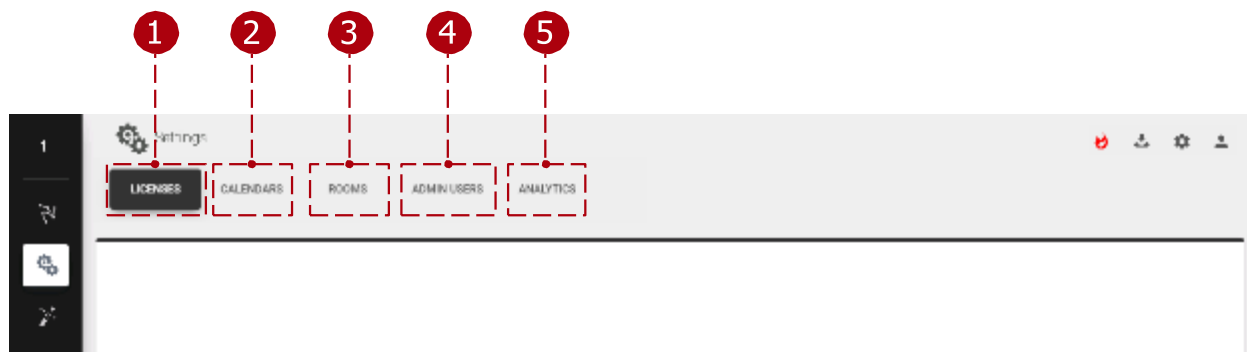 1 2 3 4 5
1
Settings
LICENSES CALENDARS ROOMS ADMIN USERS ANALYTICS